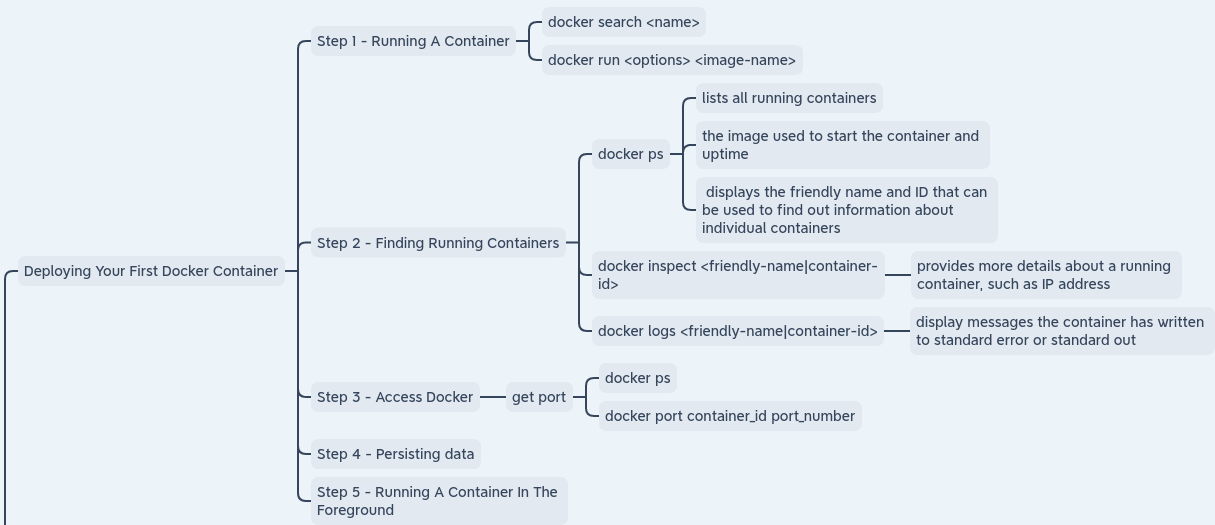 Deploying Your First Docker Container
Step 1 - Running A Container
docker search <name>
docker run <options> <image-name>
Step 2 - Finding Running Containers
docker ps
lists all running containers
the image used to start the container and
uptime
displays the friendly name and ID that can
be used to find out information about
individual containers
docker inspect <friendly-name|container-
id>
provides more details about a running
container, such as IP address
docker logs <friendly-name|container-id>
display messages the container has written
to standard error or standard out
Step 3 - Access Docker
get port
docker ps
docker port container_id port_number
Step 4 - Persisting data
Step 5 - Running A Container In The
Foreground